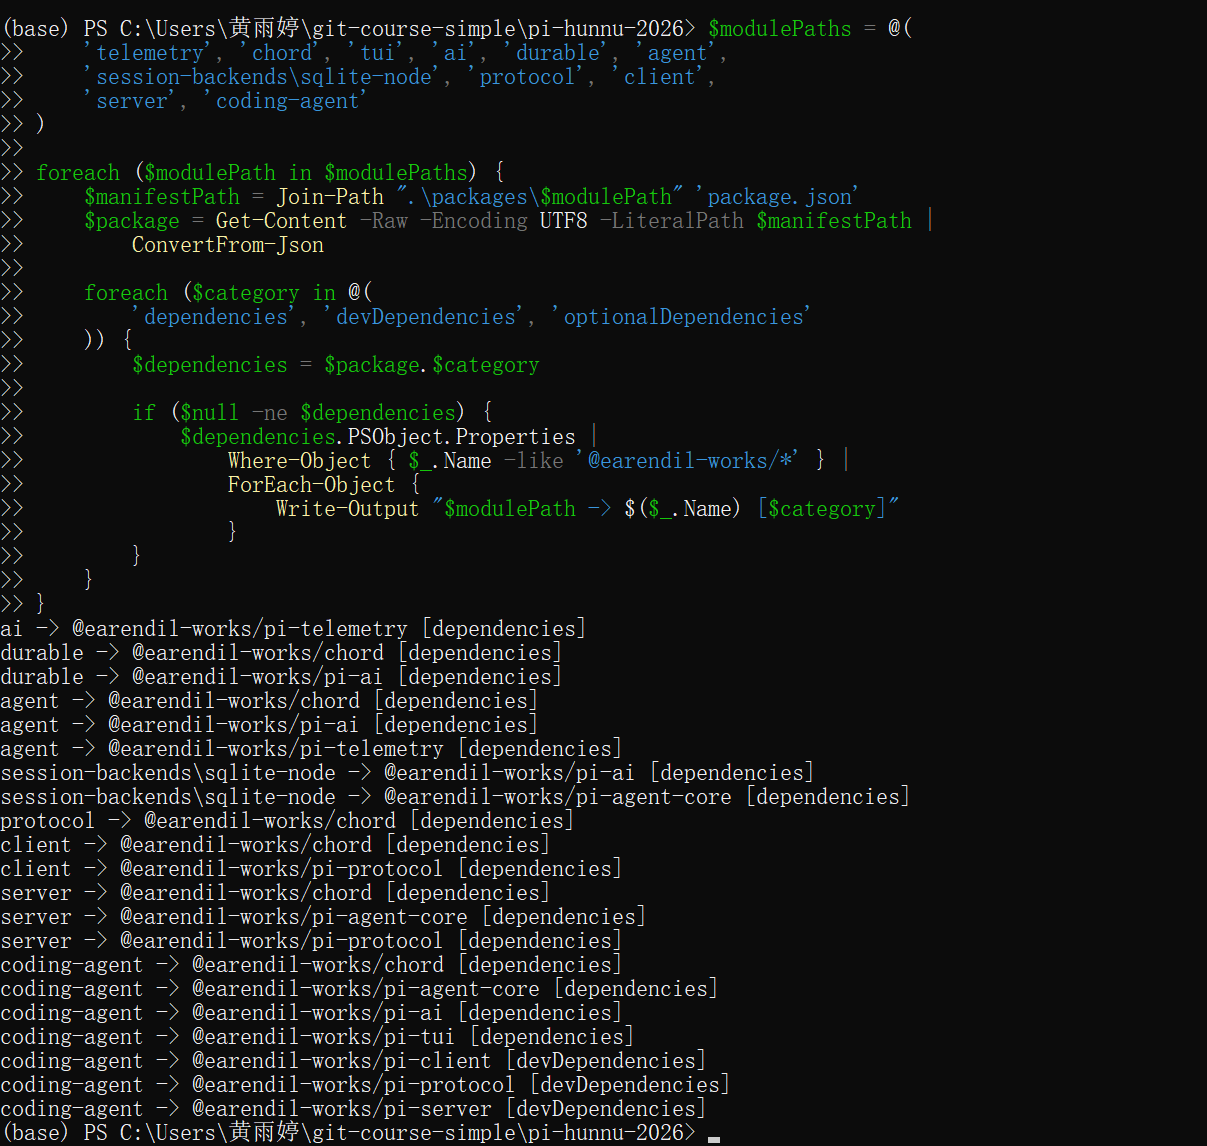 (base) PS C:\Users\黄雨婷\git-course-simple\pi-hunnu-2026> $modulePaths = @(
>>     'telemetry', 'chord', 'tui', 'ai', 'durable', 'agent',
>>     'session-backends\sqlite-node', 'protocol', 'client',
>>     'server', 'coding-agent'
>> )
>>
>> foreach ($modulePath in $modulePaths) {
>>     $manifestPath = Join-Path ".\packages\$modulePath" 'package.json'
>>     $package = Get-Content -Raw -Encoding UTF8 -LiteralPath $manifestPath |
>>         ConvertFrom-Json
>>
>>     foreach ($category in @(
>>         'dependencies', 'devDependencies', 'optionalDependencies'
>>     )) {
>>         $dependencies = $package.$category
>>
>>         if ($null -ne $dependencies) {
>>             $dependencies.PSObject.Properties |
>>                 Where-Object { $_.Name -like '@earendil-works/*' } |
>>                 ForEach-Object {
>>                     Write-Output "$modulePath -> $($_.Name) [$category]"
>>                 }
>>         }
>>     }
>> }
ai -> @earendil-works/pi-telemetry [dependencies]
durable -> @earendil-works/chord [dependencies]
durable -> @earendil-works/pi-ai [dependencies]
agent -> @earendil-works/chord [dependencies]
agent -> @earendil-works/pi-ai [dependencies]
agent -> @earendil-works/pi-telemetry [dependencies]
session-backends\sqlite-node -> @earendil-works/pi-ai [dependencies]
session-backends\sqlite-node -> @earendil-works/pi-agent-core [dependencies]
protocol -> @earendil-works/chord [dependencies]
client -> @earendil-works/chord [dependencies]
client -> @earendil-works/pi-protocol [dependencies]
server -> @earendil-works/chord [dependencies]
server -> @earendil-works/pi-agent-core [dependencies]
server -> @earendil-works/pi-protocol [dependencies]
coding-agent -> @earendil-works/chord [dependencies]
coding-agent -> @earendil-works/pi-agent-core [dependencies]
coding-agent -> @earendil-works/pi-ai [dependencies]
coding-agent -> @earendil-works/pi-tui [dependencies]
coding-agent -> @earendil-works/pi-client [devDependencies]
coding-agent -> @earendil-works/pi-protocol [devDependencies]
coding-agent -> @earendil-works/pi-server [devDependencies]
(base) PS C:\Users\黄雨婷\git-course-simple\pi-hunnu-2026>